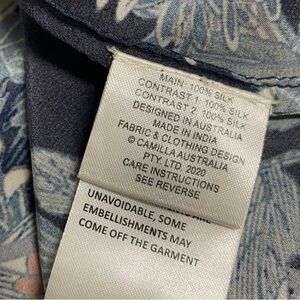 MAIN: 100% SILK
CONTRAST 1: 100% SILK
CONTRAST 2: 100% SILK
DESIGNED IN AUSTRALIA
MADE IN INDIA
FABRIC & CLOTHING DESIGN
© CAMILLA AUSTRALIA
PTY. LTD. 2020
CARE INSTRUCTIONS
SEE REVERSE
UNAVOIDABLE, SOME
EMBELLISHMENTS MAY
COME OFF THE GARMENT